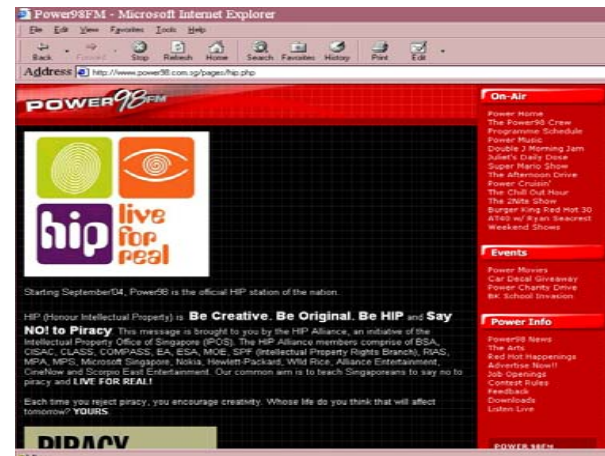 Power98FM - Microsoft Internet Explorer
File Edit View Favorites Tools Help
Back Forward Stop Refresh Home Search Favorites History Print Edit
Address http://www.power98.com.sg/pages/hip.php
POWER98FM
hip live for real
Starting September'04, Power98 is the official HIP station of the nation.
HIP (Honour Intellectual Property) is Be Creative. Be Original. Be HIP and Say
NO! to Piracy. This message is brought to you by the HIP Alliance, an initiative of the
Intellectual Property Office of Singapore (IPOS). The HIP Alliance members comprise of BSA,
CISAC, CLASS, COMPASS, EA, ESA, MOE, SPF (Intellectual Property Rights Branch), RIAS,
MPA, MPS, Microsoft Singapore, Nokia, Hewlett-Packard, Wild Rice, Alliance Entertainment,
CineNow and Scorpio East Entertainment. Our common aim is to teach Singaporeans to say no to
piracy and LIVE FOR REAL!
Each time you reject piracy, you encourage creativity. Whose life do you think that will affect
tomorrow? YOURS.
PIRACY
On-Air
Power Home
The Power98 Crew
Programme Schedule
Power Music
Double J Morning Jam
Juliet's Daily Dose
Super Mario Show
The Afternoon Drive
Power Cruisin'
The Chill Out Hour
The 2Nite Show
Burger King Red Hot 30
AT40 w/ Ryan Seacrest
Weekend Shows
Events
Power Movies
Car Decal Giveaway
Power Charity Drive
BK School Invasion
Power Info
Power98 News
The Arts
Red Hot Happenings
Advertise Now!!
Job Openings
Contest Rules
Feedback
Downloads
Listen Live
POWER 98FM